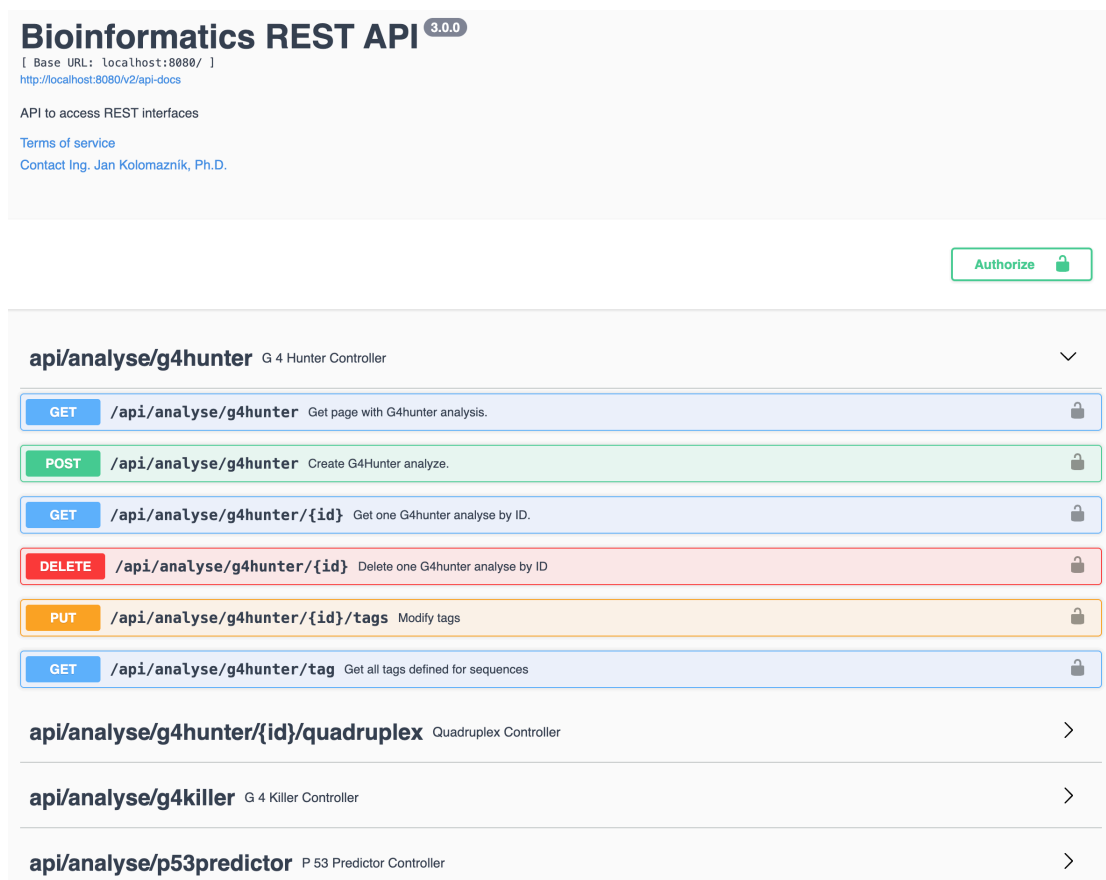 Bioinformatics REST API 3.0.0
[ Base URL: localhost:8080/ ]
http://localhost:8080/v2/api-docs
API to access REST interfaces
Terms of service
Contact Ing. Jan Kolomazník, Ph.D.
Authorize
api/analyse/g4hunter G 4 Hunter Controller
GET /api/analyse/g4hunter Get page with G4hunter analysis.
POST /api/analyse/g4hunter Create G4Hunter analyze.
GET /api/analyse/g4hunter/{id} Get one G4hunter analyse by ID.
DELETE /api/analyse/g4hunter/{id} Delete one G4hunter analyse by ID
PUT /api/analyse/g4hunter/{id}/tags Modify tags
GET /api/analyse/g4hunter/tag Get all tags defined for sequences
api/analyse/g4hunter/{id}/quadruplex Quadruplex Controller
api/analyse/g4killer G 4 Killer Controller
api/analyse/p53predictor P 53 Predictor Controller